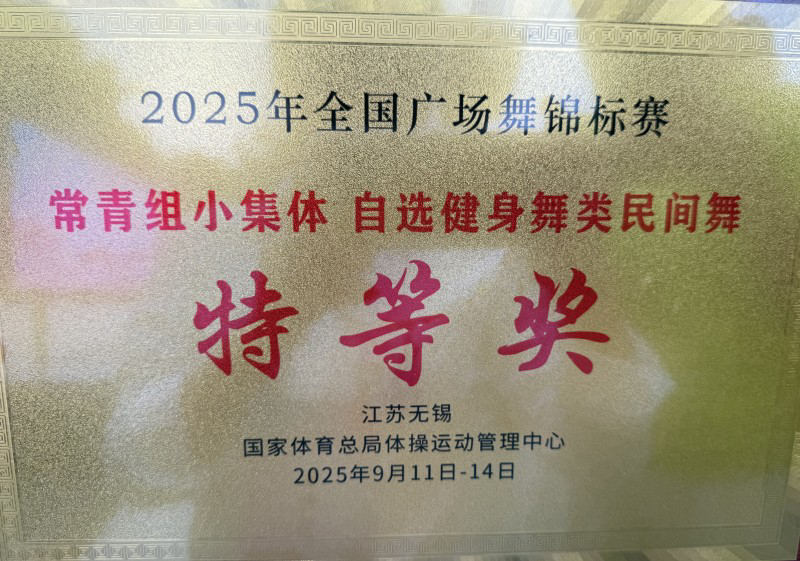 2025年全国广场舞锦标赛
常青组小集体 自选健身舞类民间舞
特等奖
江苏无锡
国家体育总局体操运动管理中心
2025年9月11日-14日